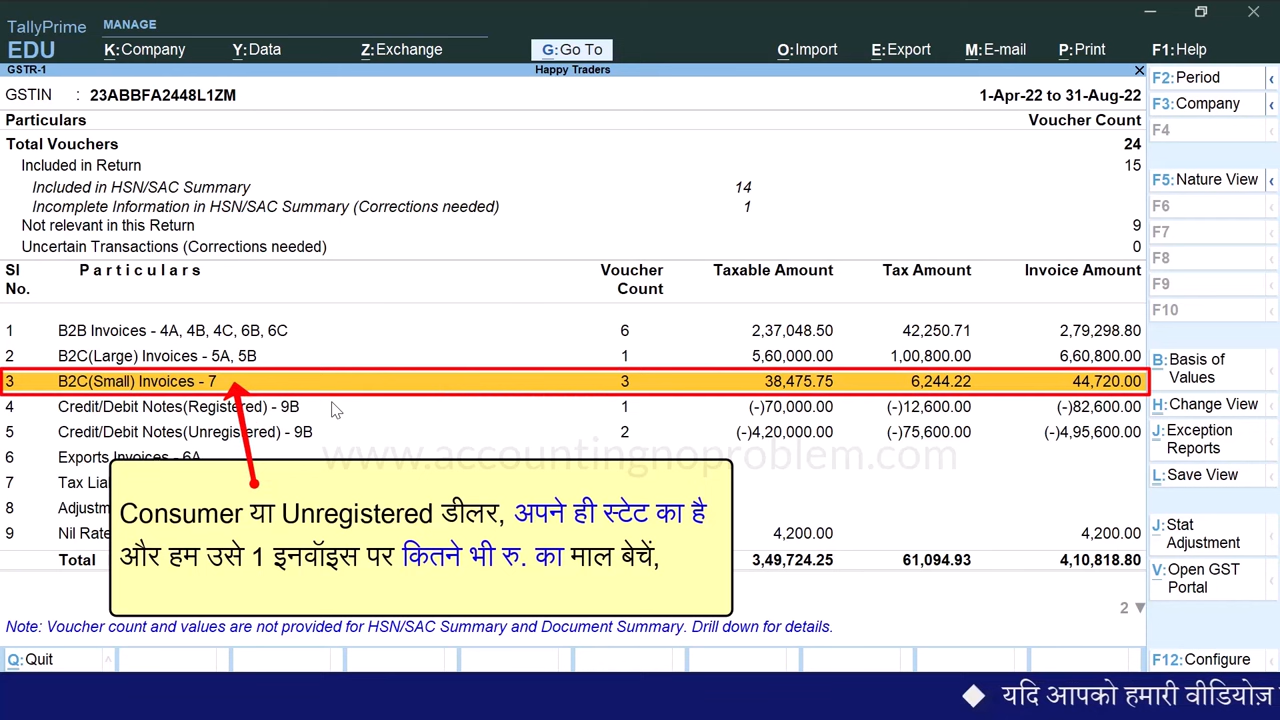 TallyPrime
EDU
MANAGE
K:Company Y:Data Z:Exchange G:Go To O:Import E:Export M:E-mail P:Print F1:Help
GSTR-1 Happy Traders
GSTIN : 23ABBFA2448L1ZM 1-Apr-22 to 31-Aug-22
Particulars Voucher Count
Total Vouchers 24
Included in Return 15
Included in HSN/SAC Summary 14
Incomplete Information in HSN/SAC Summary (Corrections needed) 1
Not relevant in this Return 9
Uncertain Transactions (Corrections needed) 0
Sl Particulars Voucher Taxable Amount Tax Amount Invoice Amount
No. Count
1 B2B Invoices - 4A, 4B, 4C, 6B, 6C 6 2,37,048.50 42,250.71 2,79,298.80
2 B2C(Large) Invoices - 5A, 5B 1 5,60,000.00 1,00,800.00 6,60,800.00
3 B2C(Small) Invoices - 7 3 38,475.75 6,244.22 44,720.00
4 Credit/Debit Notes(Registered) - 9B 1 (-)70,000.00 (-)12,600.00 (-)82,600.00
5 Credit/Debit Notes(Unregistered) - 9B 2 (-)4,20,000.00 (-)75,600.00 (-)4,95,600.00
6 Exports Invoices - 6A
www.accountingnoproblem.com
7 Tax Lia
8 Adjustm
9 Nil Rate 4,200.00 4,200.00
Total 3,49,724.25 61,094.93 4,10,818.80
Consumer या Unregistered डीलर, अपने ही स्टेट का है
और हम उसे 1 इनवॉइस पर कितने भी रु. का माल बेचें,
2 ▼
Note: Voucher count and values are not provided for HSN/SAC Summary and Document Summary. Drill down for details.
F2:Period
F3:Company
F4
F5:Nature View
F6
F7
F8
F9
F10
B:Basis of
Values
H:Change View
J:Exception
Reports
L:Save View
J:Stat
Adjustment
V:Open GST
Portal
Q:Quit F12:Configure
◆ यदि आपको हमारी वीडियोज़